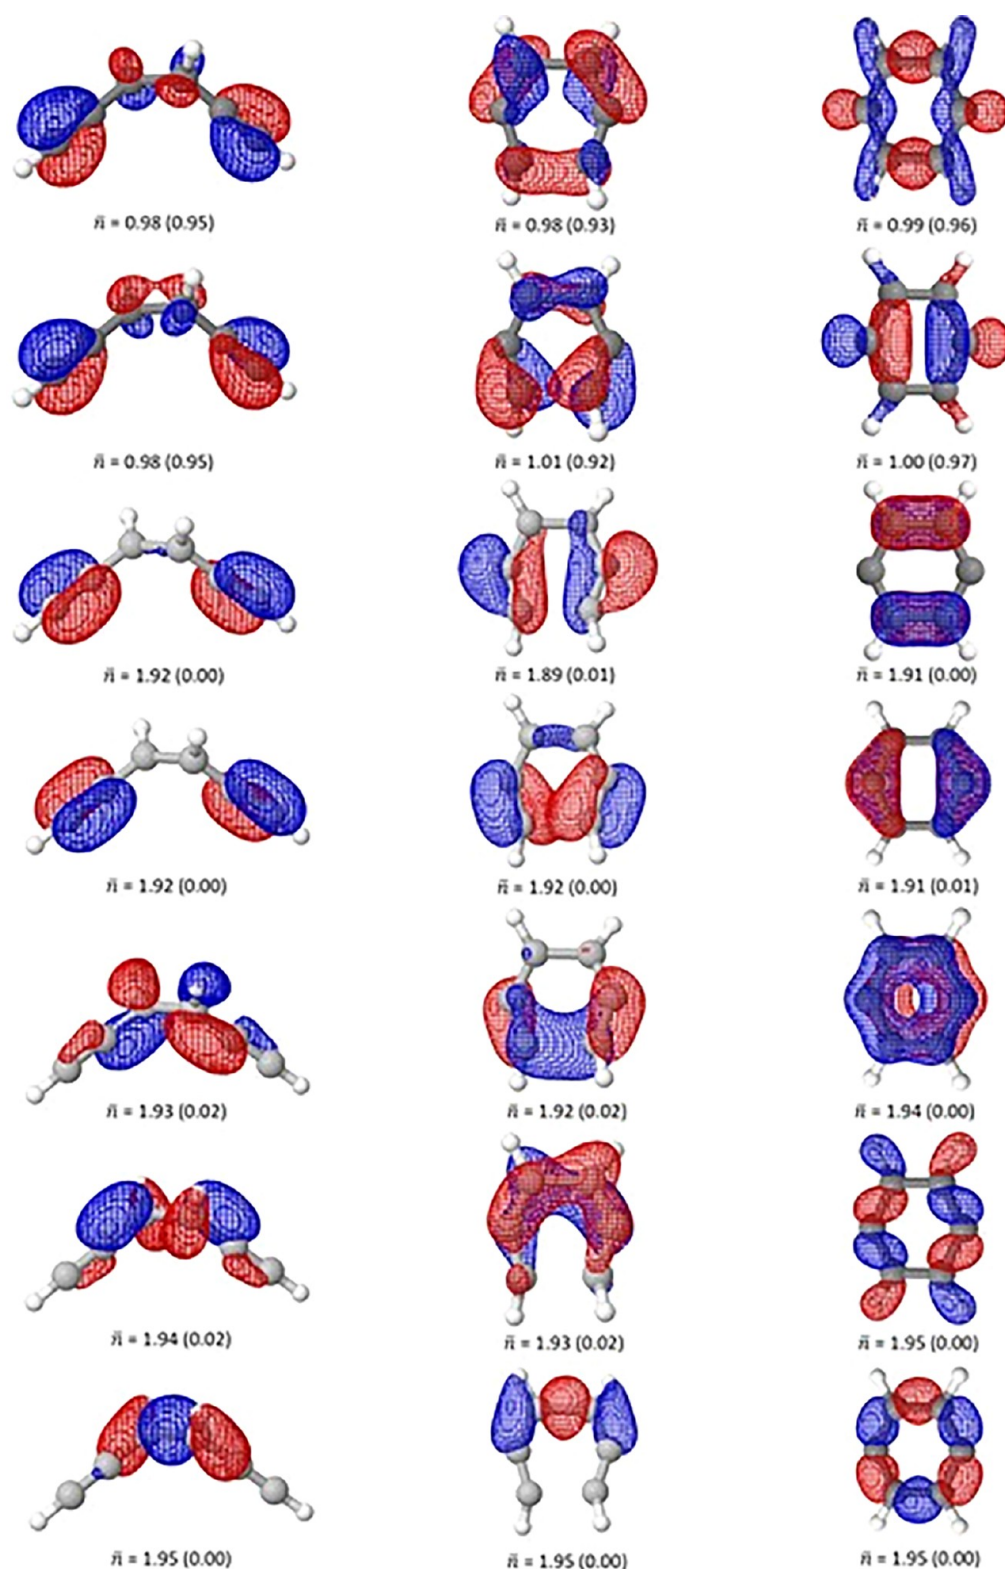 n̄ = 0.98 (0.95)
n̄ = 0.98 (0.93)
n̄ = 0.99 (0.96)
n̄ = 0.98 (0.95)
n̄ = 1.01 (0.92)
n̄ = 1.00 (0.97)
n̄ = 1.92 (0.00)
n̄ = 1.89 (0.01)
n̄ = 1.91 (0.00)
n̄ = 1.92 (0.00)
n̄ = 1.92 (0.00)
n̄ = 1.91 (0.01)
n̄ = 1.93 (0.02)
n̄ = 1.92 (0.02)
n̄ = 1.94 (0.00)
n̄ = 1.94 (0.02)
n̄ = 1.93 (0.02)
n̄ = 1.95 (0.00)
n̄ = 1.95 (0.00)
n̄ = 1.95 (0.00)
n̄ = 1.95 (0.00)